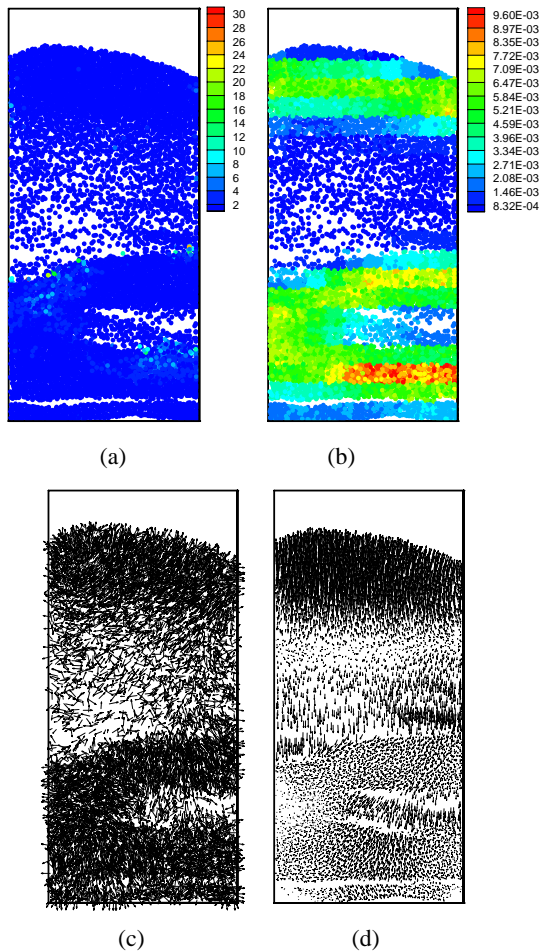 30
28
26
24
22
20
18
16
14
12
10
8
6
4
2
9.60E-03
8.97E-03
8.35E-03
7.72E-03
7.09E-03
6.47E-03
5.84E-03
5.21E-03
4.59E-03
3.96E-03
3.34E-03
2.71E-03
2.08E-03
1.46E-03
8.32E-04
(a)
(b)
(c)
(d)